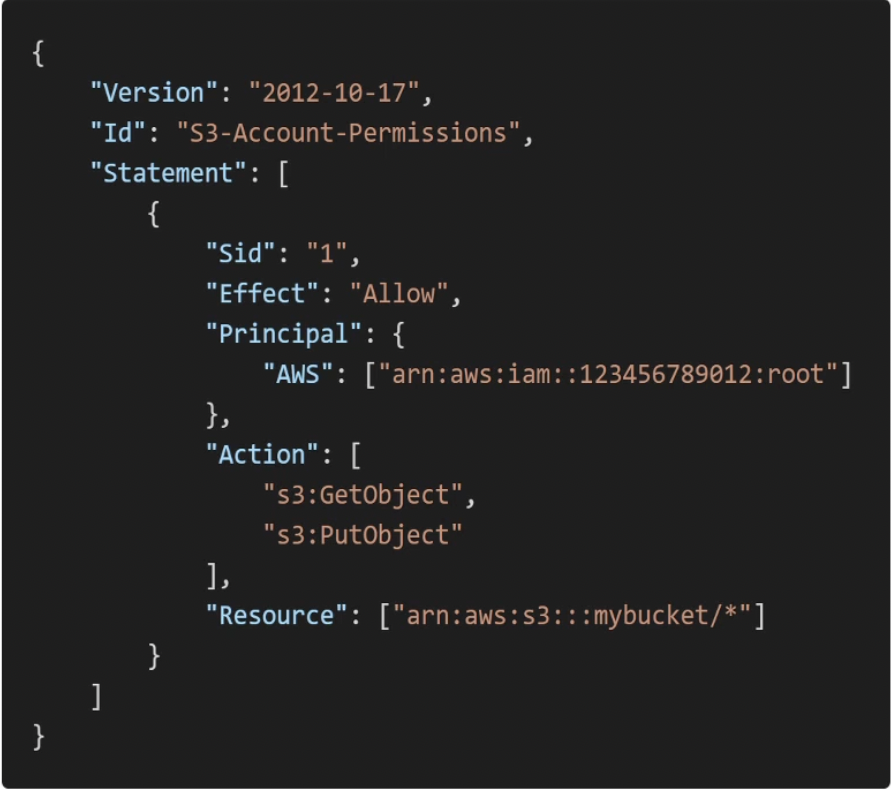 {
    "Version": "2012-10-17",
    "Id": "S3-Account-Permissions",
    "Statement": [
        {
            "Sid": "1",
            "Effect": "Allow",
            "Principal": {
                "AWS": ["arn:aws:iam::123456789012:root"]
            },
            "Action": [
                "s3:GetObject",
                "s3:PutObject"
            ],
            "Resource": ["arn:aws:s3:::mybucket/*"]
        }
    ]
}